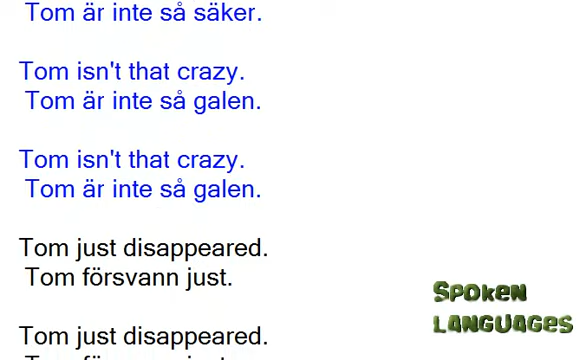 Tom är inte så säker.
Tom isn't that crazy.
Tom är inte så galen.
Tom isn't that crazy.
Tom är inte så galen.
Tom just disappeared.
Tom försvann just.
Tom just disappeared.
SPOKEN
LANGUAGES